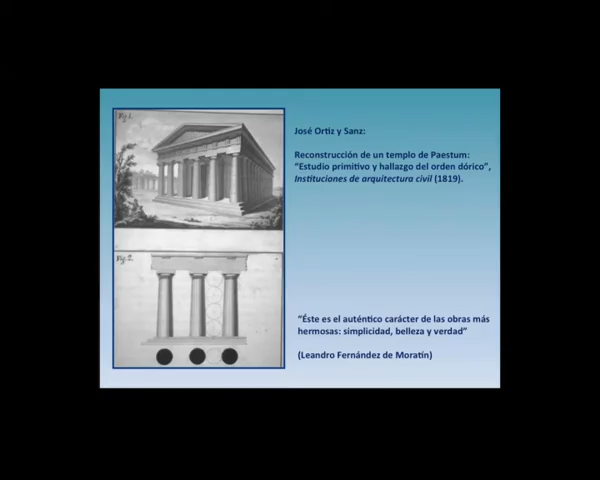 Fig 1.
José Ortiz y Sanz:
Reconstrucción de un templo de Paestum:
“Estudio primitivo y hallazgo del orden dórico”,
Instituciones de arquitectura civil (1819).
Fig. 2.
“Éste es el auténtico carácter de las obras más
hermosas: simplicidad, belleza y verdad”
(Leandro Fernández de Moratín)